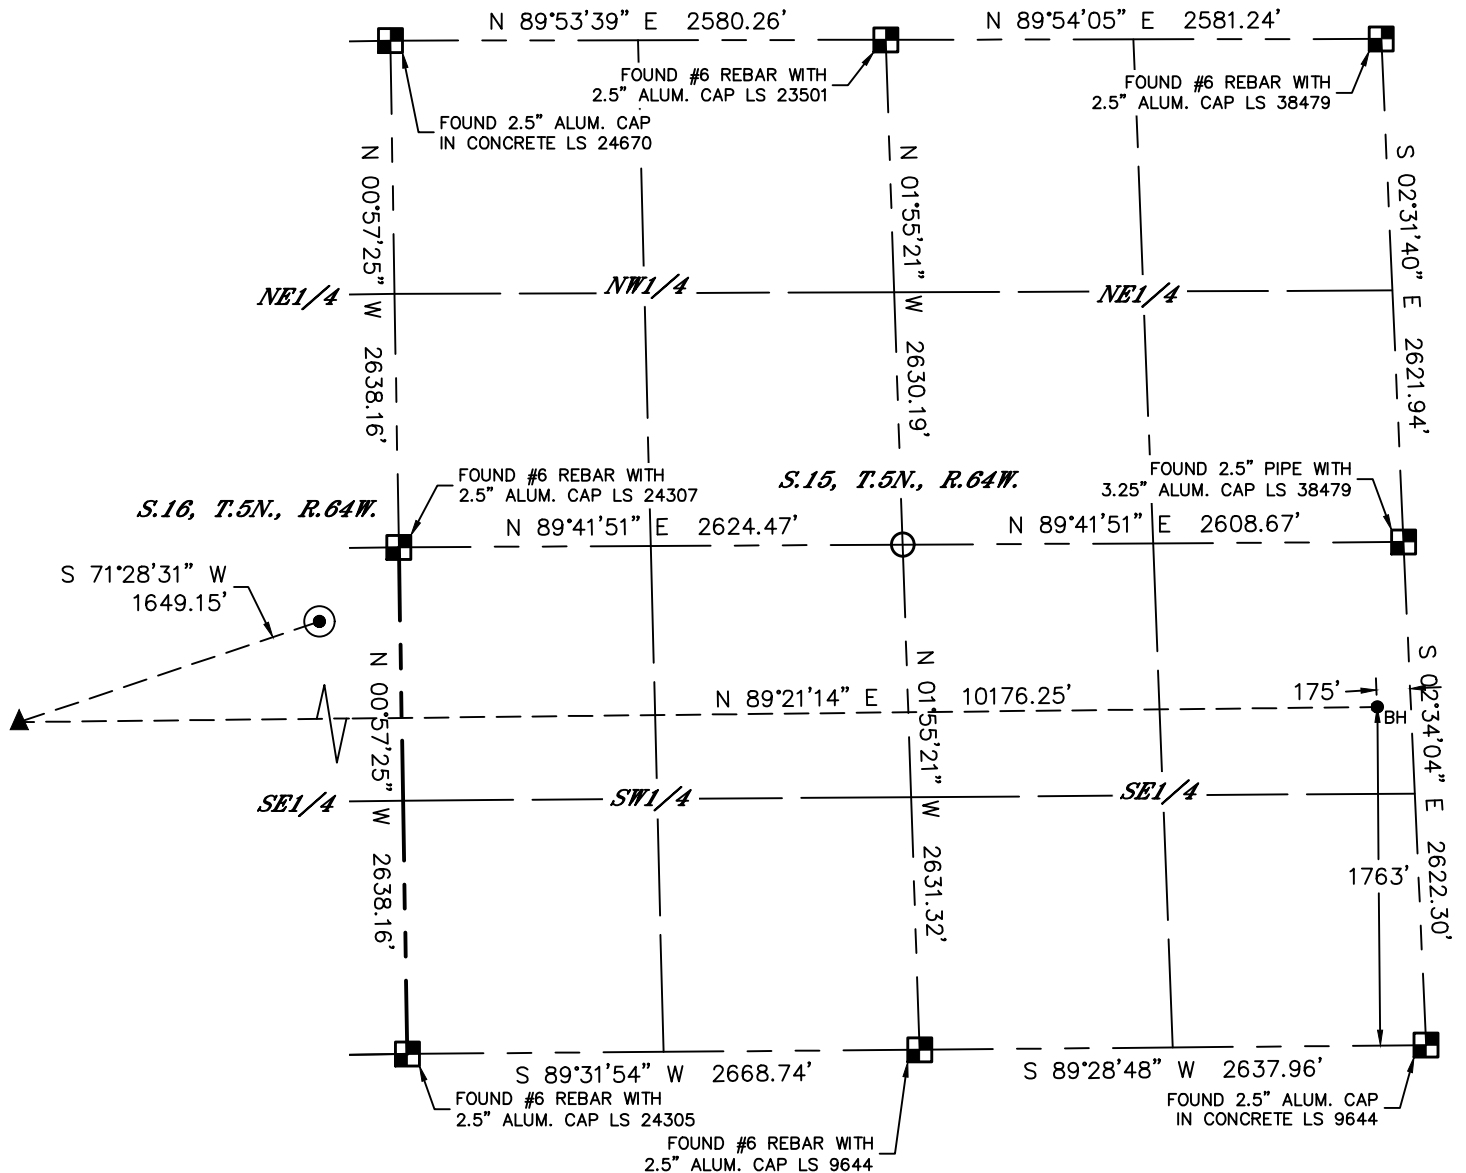 N 89°53'39" E 2580.26'
N 89°54'05" E 2581.24'
FOUND #6 REBAR WITH
2.5" ALUM. CAP LS 23501
FOUND #6 REBAR WITH
2.5" ALUM. CAP LS 38479
FOUND 2.5" ALUM. CAP
IN CONCRETE LS 24670
N 00°57'25" W 2638.16'
N 01°55'21" W 2630.19'
S 02°31'40" E 2621.94'
NE1/4
NW1/4
NE1/4
FOUND #6 REBAR WITH
2.5" ALUM. CAP LS 24307
S.15, T.5N., R.64W.
FOUND 2.5" PIPE WITH
3.25" ALUM. CAP LS 38479
S.16, T.5N., R.64W.
N 89°41'51" E 2624.47'
N 89°41'51" E 2608.67'
S 71°28'31" W
1649.15'
N 00°57'25" W 2638.16'
N 01°55'21" W 2631.32'
S 02°34'04" E 2622.30'
N 89°21'14" E 10176.25'
175'
BH
SE1/4
SW1/4
SE1/4
1763'
S 89°31'54" W 2668.74'
S 89°28'48" W 2637.96'
FOUND #6 REBAR WITH
2.5" ALUM. CAP LS 24305
FOUND 2.5" ALUM. CAP
IN CONCRETE LS 9644
FOUND #6 REBAR WITH
2.5" ALUM. CAP LS 9644